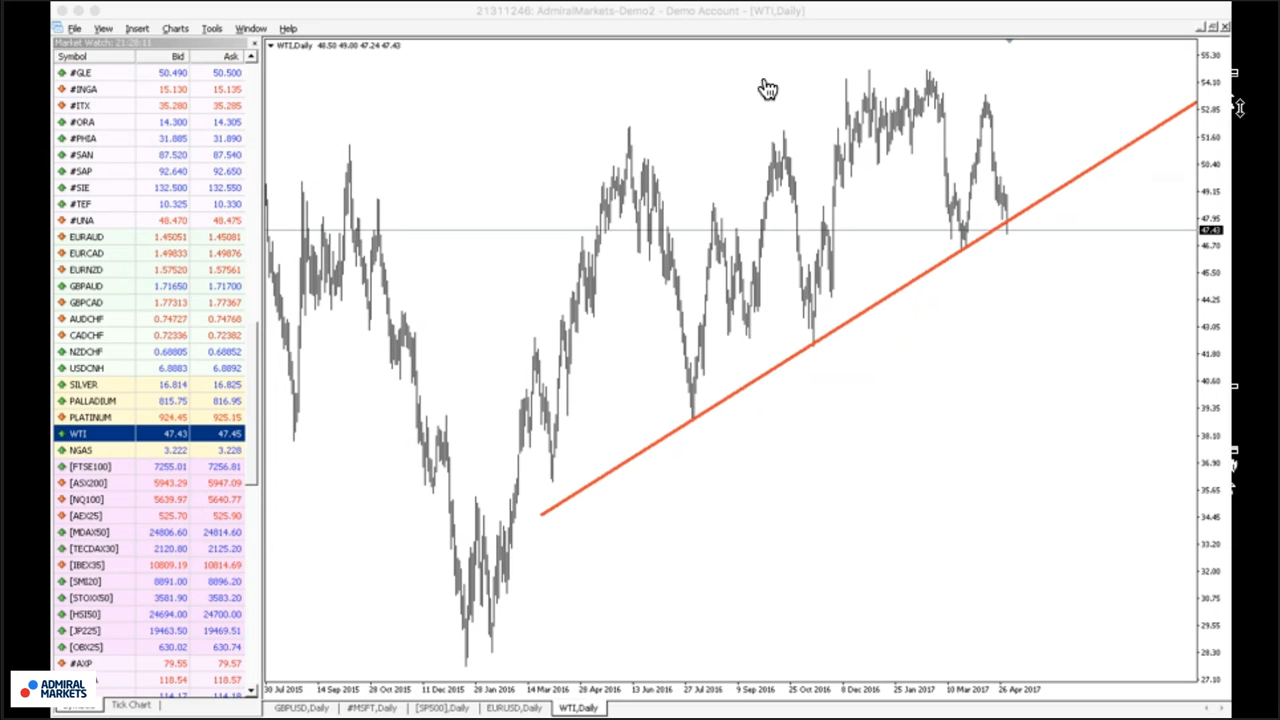 21311246: AdmiralMarkets-Demo2 - Demo Account - [WTI,Daily]
File View Insert Charts Tools Window Help
Market Watch: 21:28:11
Symbol Bid Ask
#GLE 50.490 50.500
#INGA 15.130 15.135
#ITX 35.280 35.285
#ORA 14.300 14.305
#PHIA 31.885 31.890
#SAN 87.520 87.540
#SAP 92.640 92.650
#SIE 132.500 132.550
#TEF 10.325 10.330
#UNA 48.470 48.475
EURAUD 1.45051 1.45081
EURCAD 1.49833 1.49876
EURNZD 1.57520 1.57561
GBPAUD 1.71650 1.71700
GBPCAD 1.77313 1.77367
AUDCHF 0.74727 0.74768
CADCHF 0.72336 0.72382
NZDCHF 0.68805 0.68852
USDCNH 6.8883 6.8892
SILVER 16.814 16.825
PALLADIUM 815.75 816.95
PLATINUM 924.45 925.15
WTI 47.43 47.45
NGAS 3.222 3.228
[FTSE100] 7255.01 7256.81
[ASX200] 5943.29 5947.09
[NQ100] 5639.97 5640.77
[AEX25] 525.70 525.90
[MDAX50] 24806.60 24814.60
[TECDAX30] 2120.80 2125.20
[IBEX35] 10809.19 10814.69
[SMI20] 8891.00 8896.20
[STOXX50] 3581.90 3583.20
[HSI50] 24694.00 24700.00
[JP225] 19463.50 19469.51
[OBX25] 630.02 630.74
#AXP 79.55 79.57
118.54 118.57
Tick Chart
ADMIRAL
MARKETS
WTI,Daily 48.50 49.00 47.24 47.43
55.30
54.10
52.85
51.60
50.40
49.15
47.95
47.43
46.70
45.50
44.25
43.05
41.80
40.60
39.35
38.10
36.90
35.65
34.45
33.20
32.00
30.75
29.55
28.30
27.10
30 Jul 2015 14 Sep 2015 28 Oct 2015 11 Dec 2015 28 Jan 2016 14 Mar 2016 28 Apr 2016 13 Jun 2016 27 Jul 2016 9 Sep 2016 25 Oct 2016 8 Dec 2016 25 Jan 2017 10 Mar 2017 26 Apr 2017
GBPUSD,Daily #MSFT,Daily [SP500],Daily EURUSD,Daily WTI,Daily